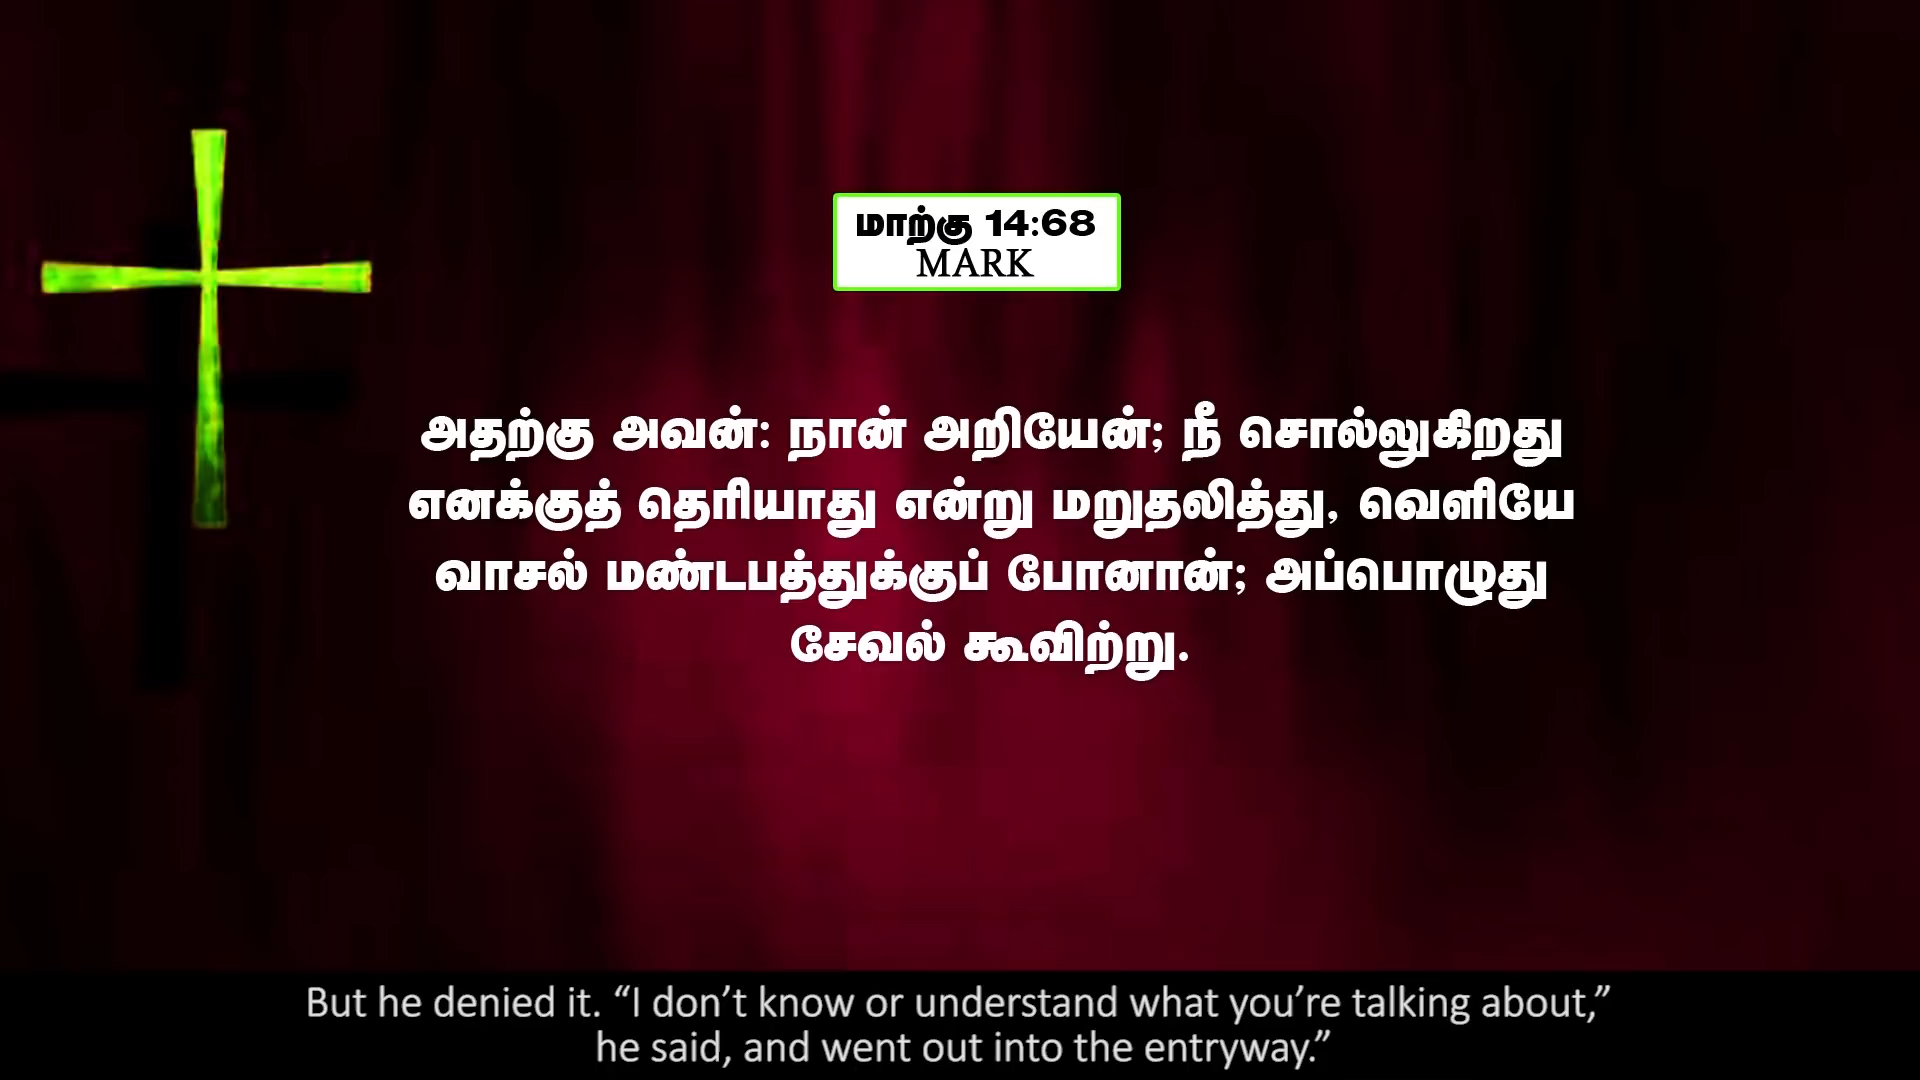 மாற்கு 14:68
MARK
அதற்கு அவன்: நான் அறியேன்; நீ சொல்லுகிறது
எனக்குத் தெரியாது என்று மறுதலித்து, வெளியே
வாசல் மண்டபத்துக்குப் போனான்; அப்பொழுது
சேவல் கூவிற்று.
But he denied it. “I don’t know or understand what you’re talking about,”
he said, and went out into the entryway.”